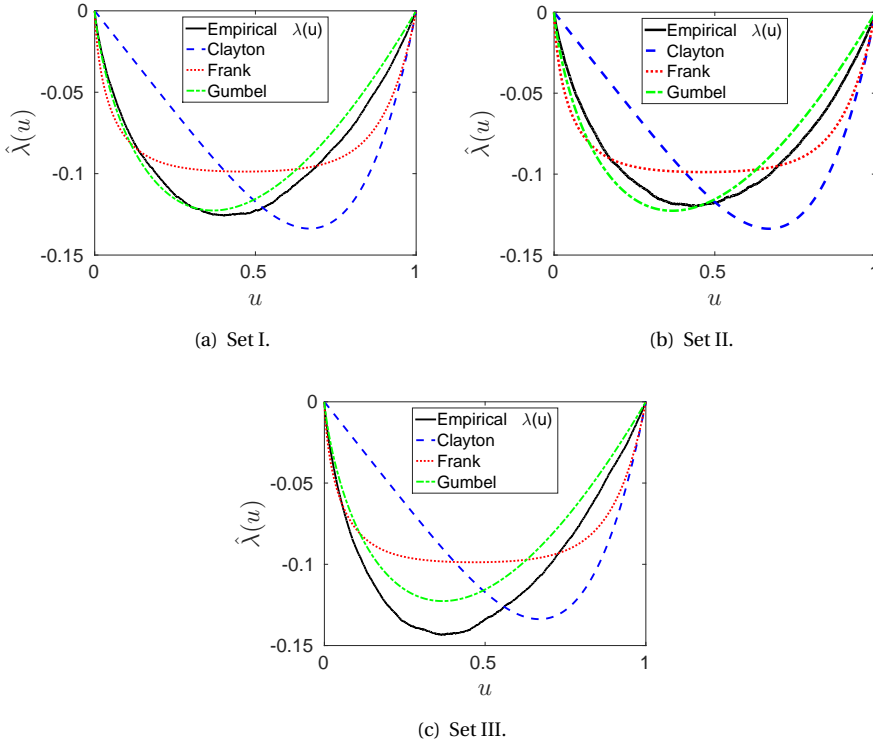 0
-0.05
-0.1
-0.15
0
0.5
1
λ̂(u)
u
Empirical λ(u)
Clayton
Frank
Gumbel
(a) Set I.
0
-0.05
-0.1
-0.15
0
0.5
1
λ̂(u)
u
Empirical λ(u)
Clayton
Frank
Gumbel
(b) Set II.
0
-0.05
-0.1
-0.15
0
0.5
1
λ̂(u)
u
Empirical λ(u)
Clayton
Frank
Gumbel
(c) Set III.